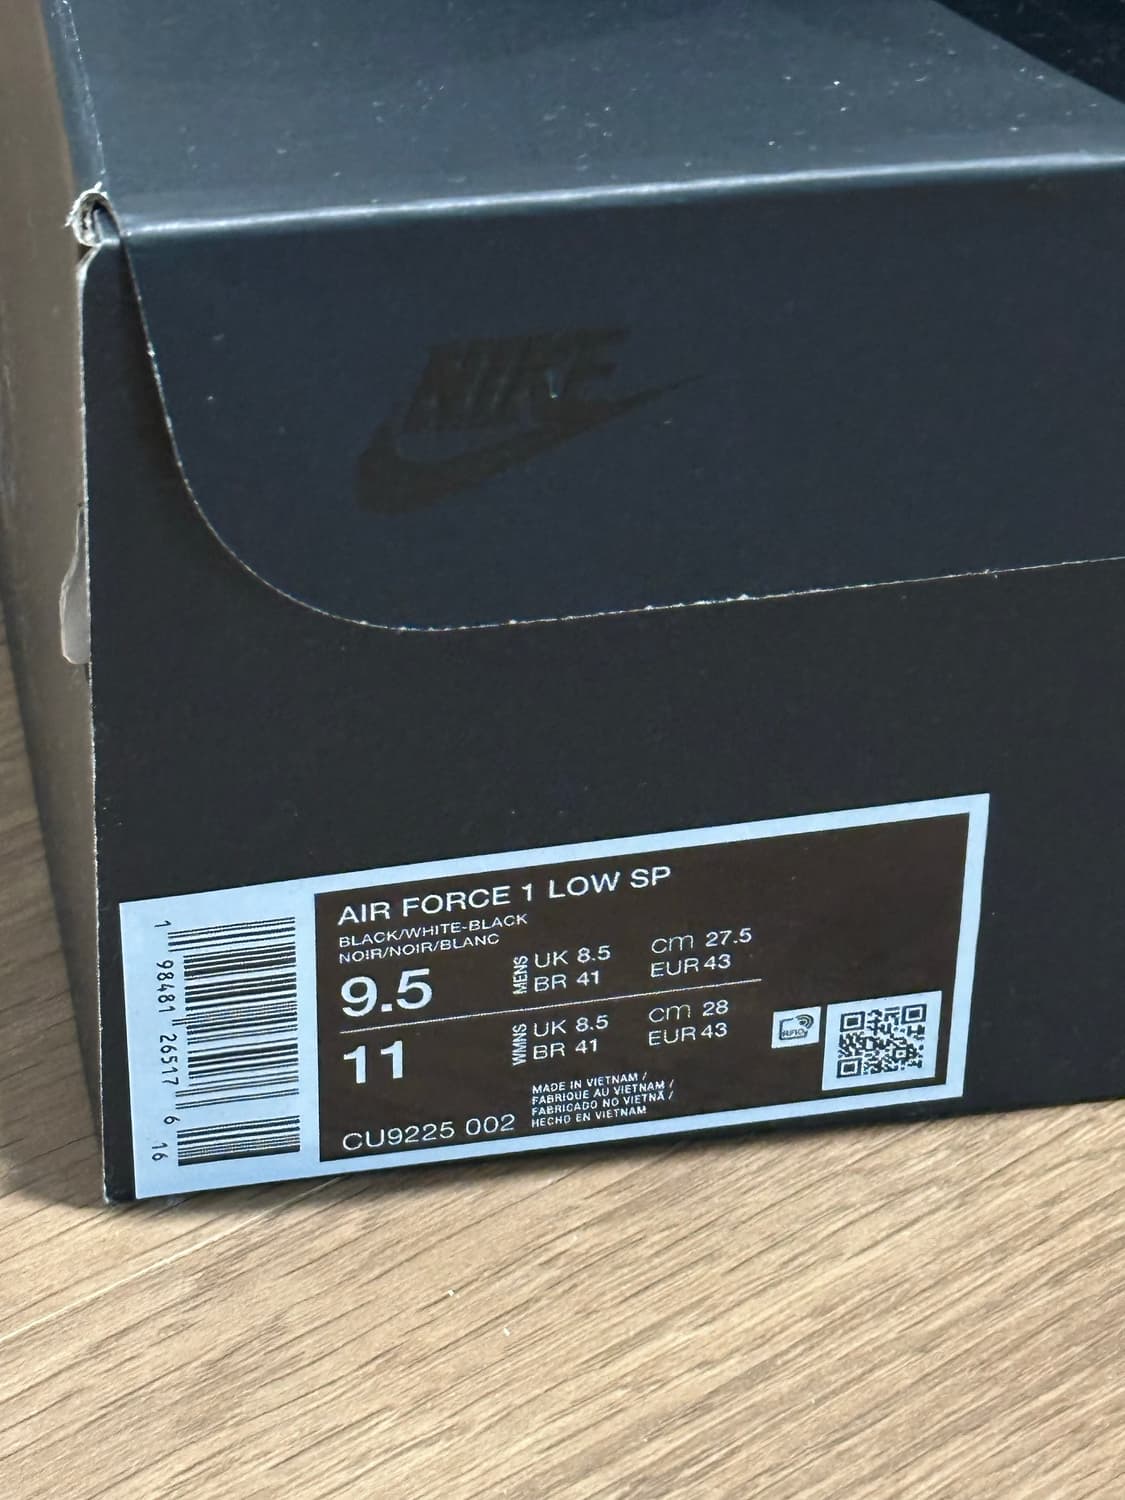 NIKE
AIR FORCE 1 LOW SP
BLACK/WHITE-BLACK
NOIR/NOIR/BLANC
9.5 MENS UK 8.5 cm 27.5
BR 41 EUR 43
11 WMNS UK 8.5 cm 28
BR 41 EUR 43
RFID
MADE IN VIETNAM /
FABRIQUE AU VIETNAM /
FABRICADO NO VIETNÃ /
HECHO EN VIETNAM
CU9225 002
1 98481 26517 6 16